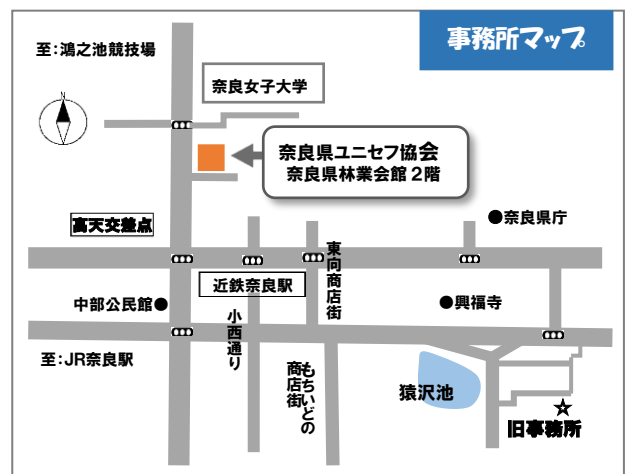 事務所マップ
至:鴻之池競技場
N
奈良女子大学
奈良県ユニセフ協会
奈良県林業会館2階
高天交差点
●奈良県庁
東向商店街
近鉄奈良駅
中部公民館●
●興福寺
小西通り
至:JR奈良駅
もちいどの
商店街
猿沢池
☆
旧事務所